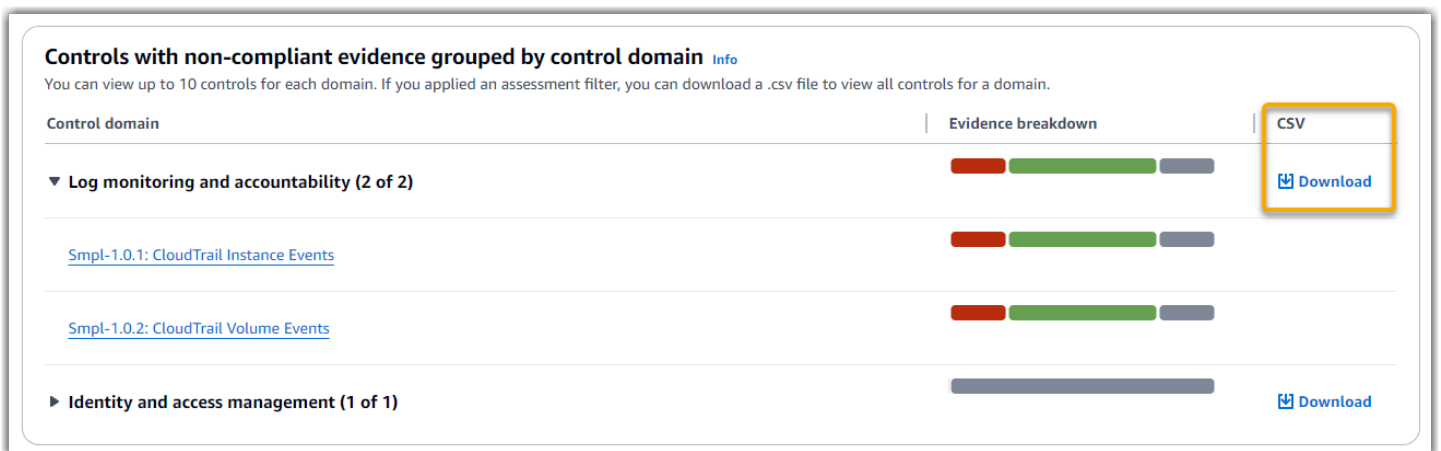 Controls with non-compliant evidence grouped by control domain Info
You can view up to 10 controls for each domain. If you applied an assessment filter, you can download a .csv file to view all controls for a domain.
Control domain Evidence breakdown CSV
Log monitoring and accountability (2 of 2) Download
Smpl-1.0.1: CloudTrail Instance Events
Smpl-1.0.2: CloudTrail Volume Events
Identity and access management (1 of 1) Download